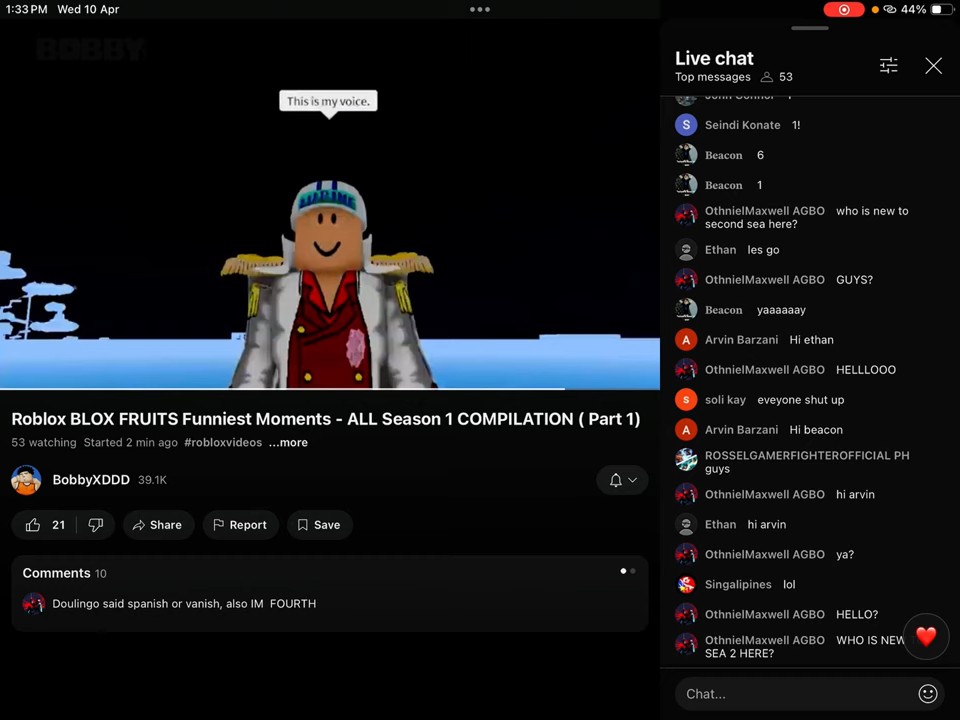 1:33 PM Wed 10 Apr
44%
BOBBY
This is my voice.
Roblox BLOX FRUITS Funniest Moments - ALL Season 1 COMPILATION ( Part 1)
53 watching Started 2 min ago #robloxvideos ...more
BobbyXDDD 39.1K
21
Share
Report
Save
Comments 10
Doulingo said spanish or vanish, also IM FOURTH
Live chat
Top messages 53
Seindi Konate 1!
Beacon 6
Beacon 1
OthnielMaxwell AGBO who is new to
second sea here?
Ethan les go
OthnielMaxwell AGBO GUYS?
Beacon yaaaaaay
Arvin Barzani Hi ethan
OthnielMaxwell AGBO HELLLOOO
soli kay eveyone shut up
Arvin Barzani Hi beacon
ROSSELGAMERFIGHTEROFFICIAL PH
guys
OthnielMaxwell AGBO hi arvin
Ethan hi arvin
OthnielMaxwell AGBO ya?
Singalipines lol
OthnielMaxwell AGBO HELLO?
OthnielMaxwell AGBO WHO IS NEW
SEA 2 HERE?
Chat...